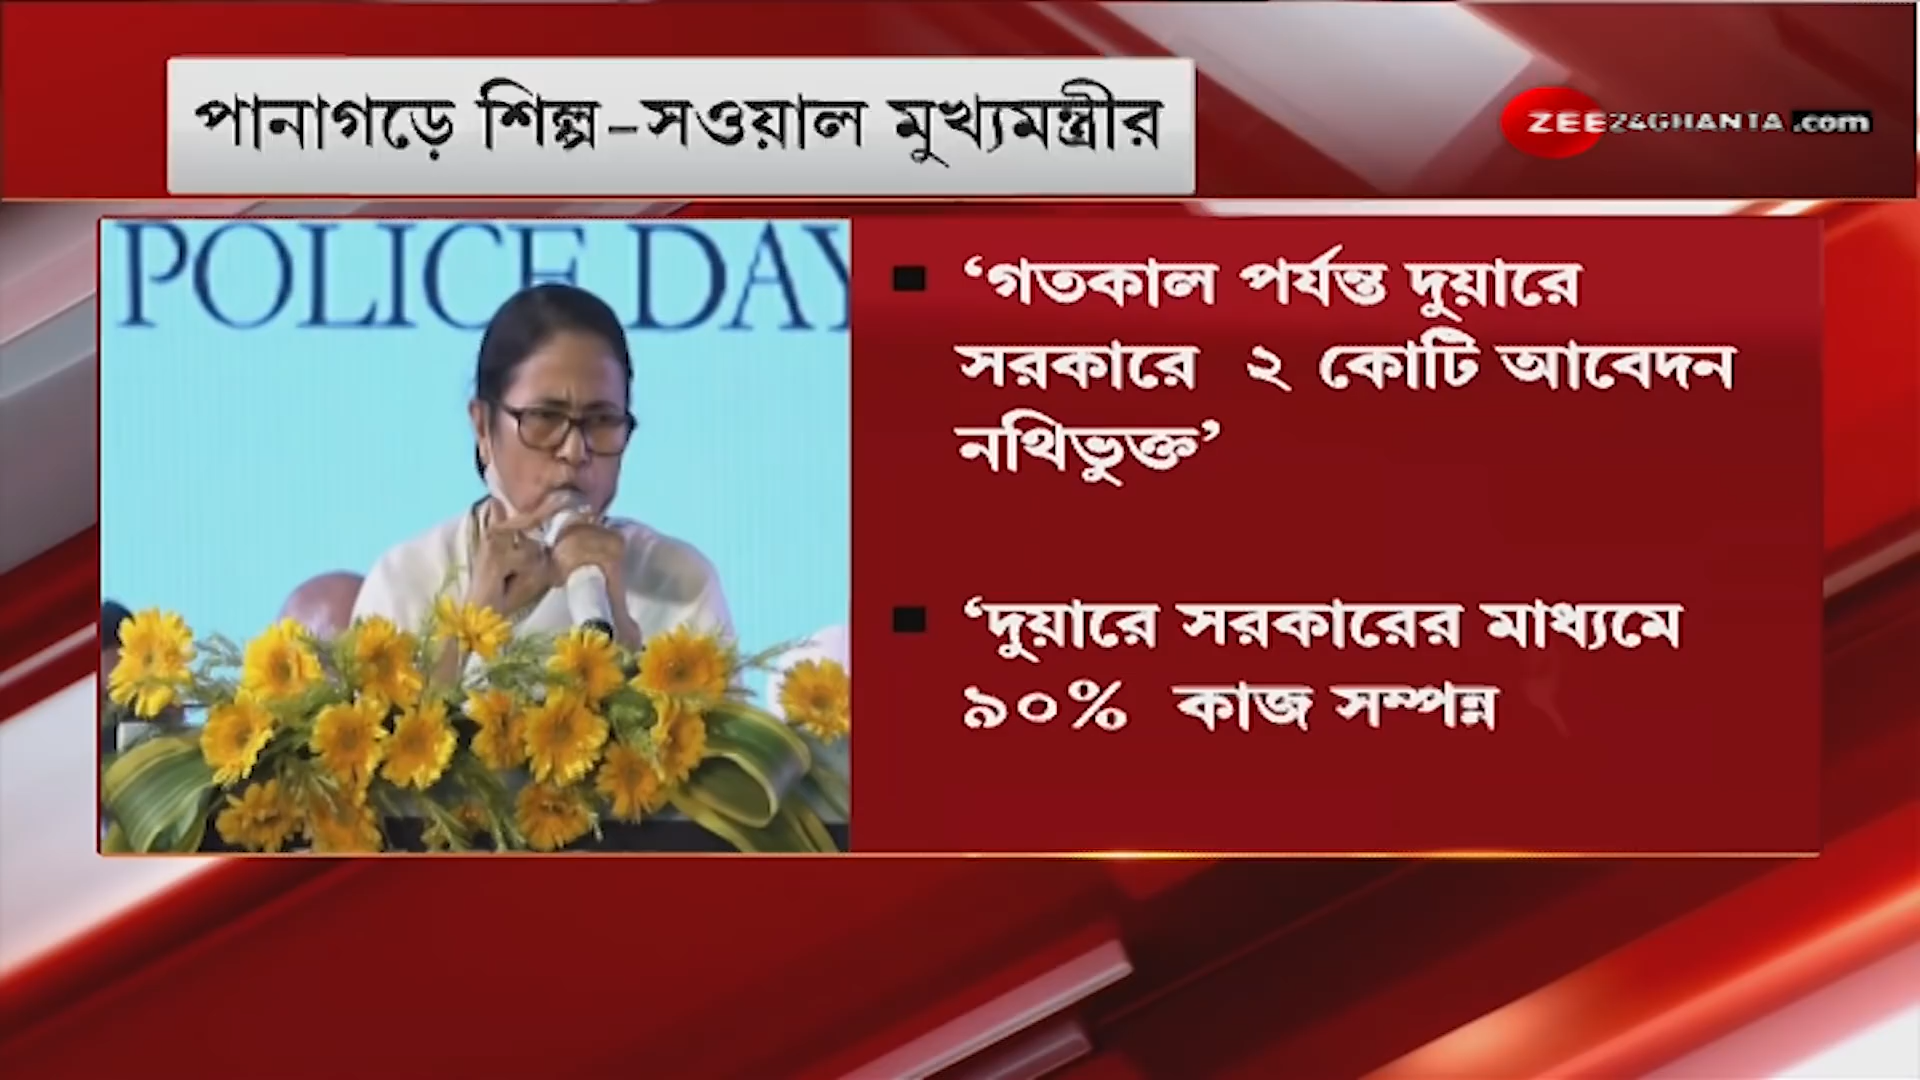 পানাগড়ে শিল্প-সওয়াল মুখ্যমন্ত্রীর
ZEE24GHANTA.com
POLICE DAY
‘গতকাল পর্যন্ত দুয়ারে
সরকারে ২ কোটি আবেদন
নথিভুক্ত’
‘দুয়ারে সরকারের মাধ্যমে
৯০% কাজ সম্পন্ন